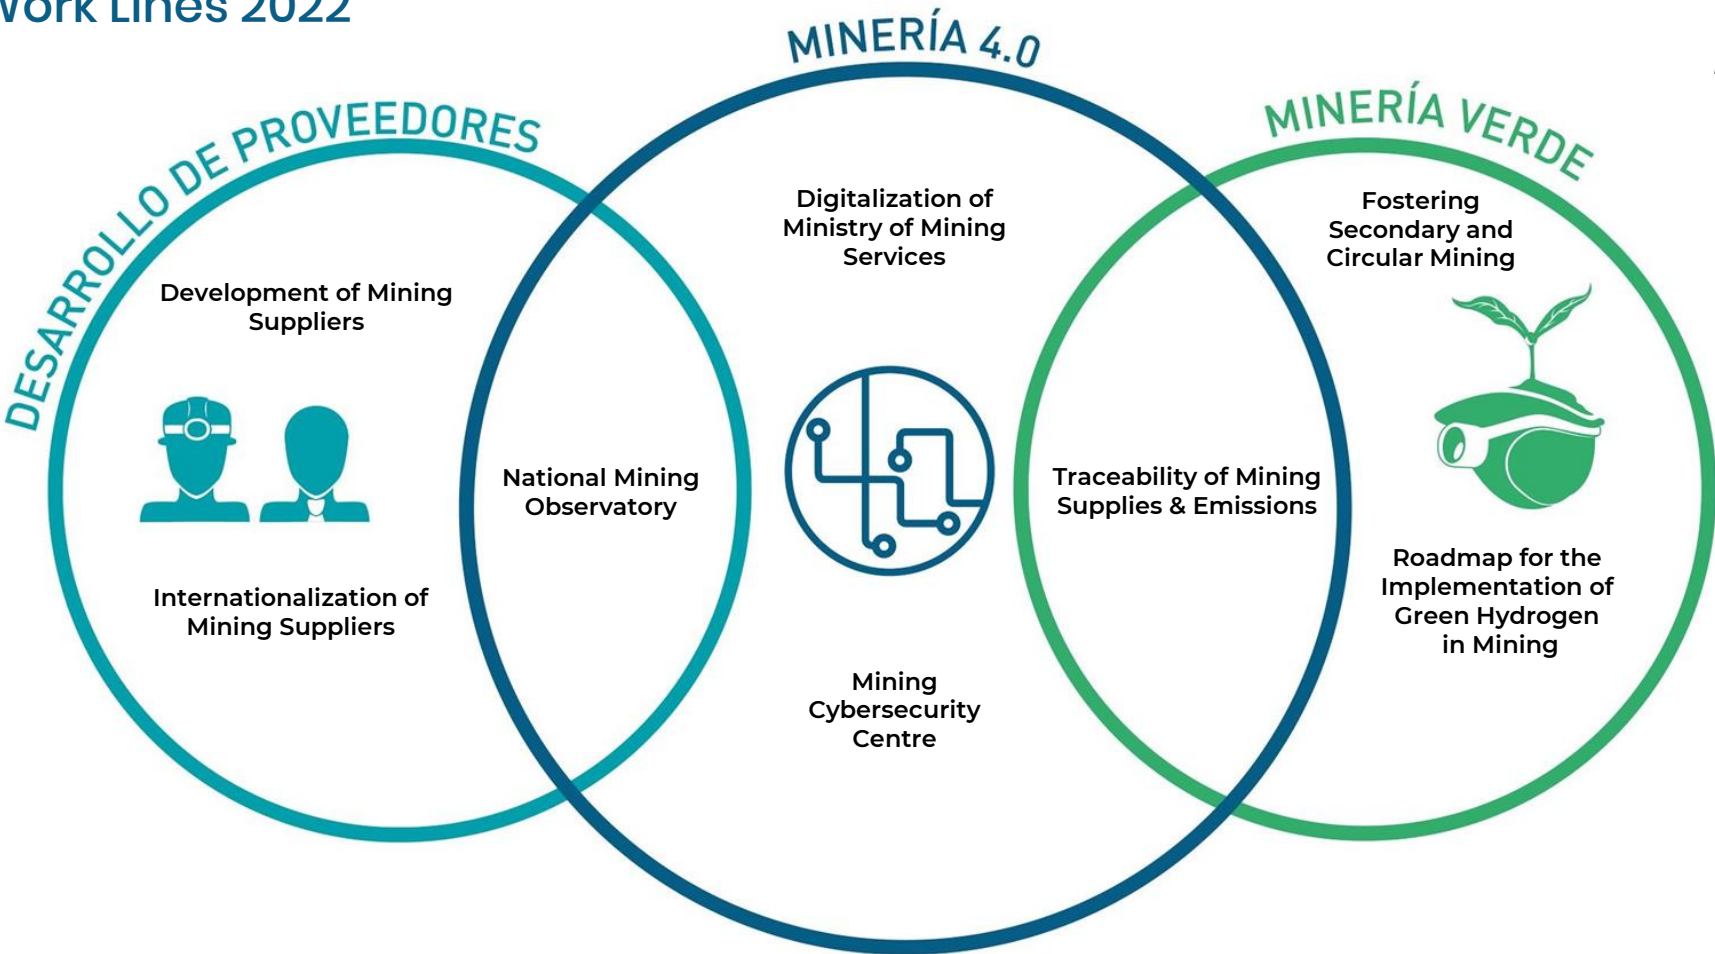 Work Lines 2022
MINERÍA 4.0
DESARROLLO DE PROVEEDORES
MINERÍA VERDE
Development of Mining
Suppliers
Internationalization of
Mining Suppliers
National Mining
Observatory
Digitalization of
Ministry of Mining
Services
Mining
Cybersecurity
Centre
Traceability of Mining
Supplies & Emissions
Fostering
Secondary and
Circular Mining
Roadmap for the
Implementation of
Green Hydrogen
in Mining